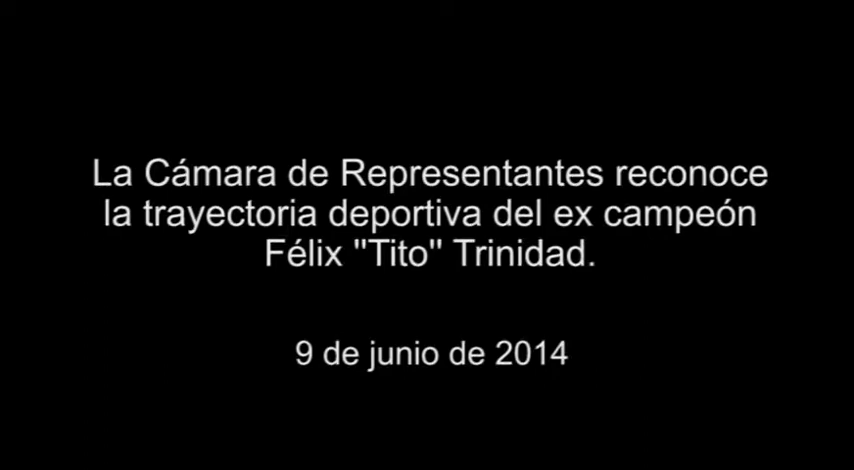 La Cámara de Representantes reconoce
la trayectoria deportiva del ex campeón
Félix "Tito" Trinidad.
9 de junio de 2014